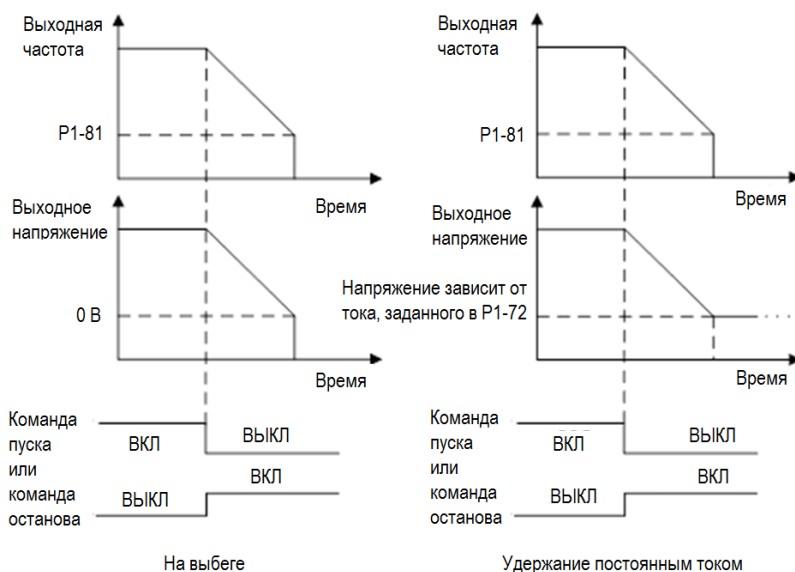 Выходная
частота
P1-81
Время
Выходное
напряжение
0 В
Время
Команда
пуска
или
команда
останова
ВКЛ
ВЫКЛ
ВКЛ
ВЫКЛ
На выбеге
Выходная
частота
P1-81
Время
Выходное
напряжение
Напряжение зависит от
тока, заданного в P1-72
Время
Команда
пуска
или
команда
останова
ВКЛ
ВЫКЛ
ВКЛ
ВЫКЛ
Удержание постоянным током